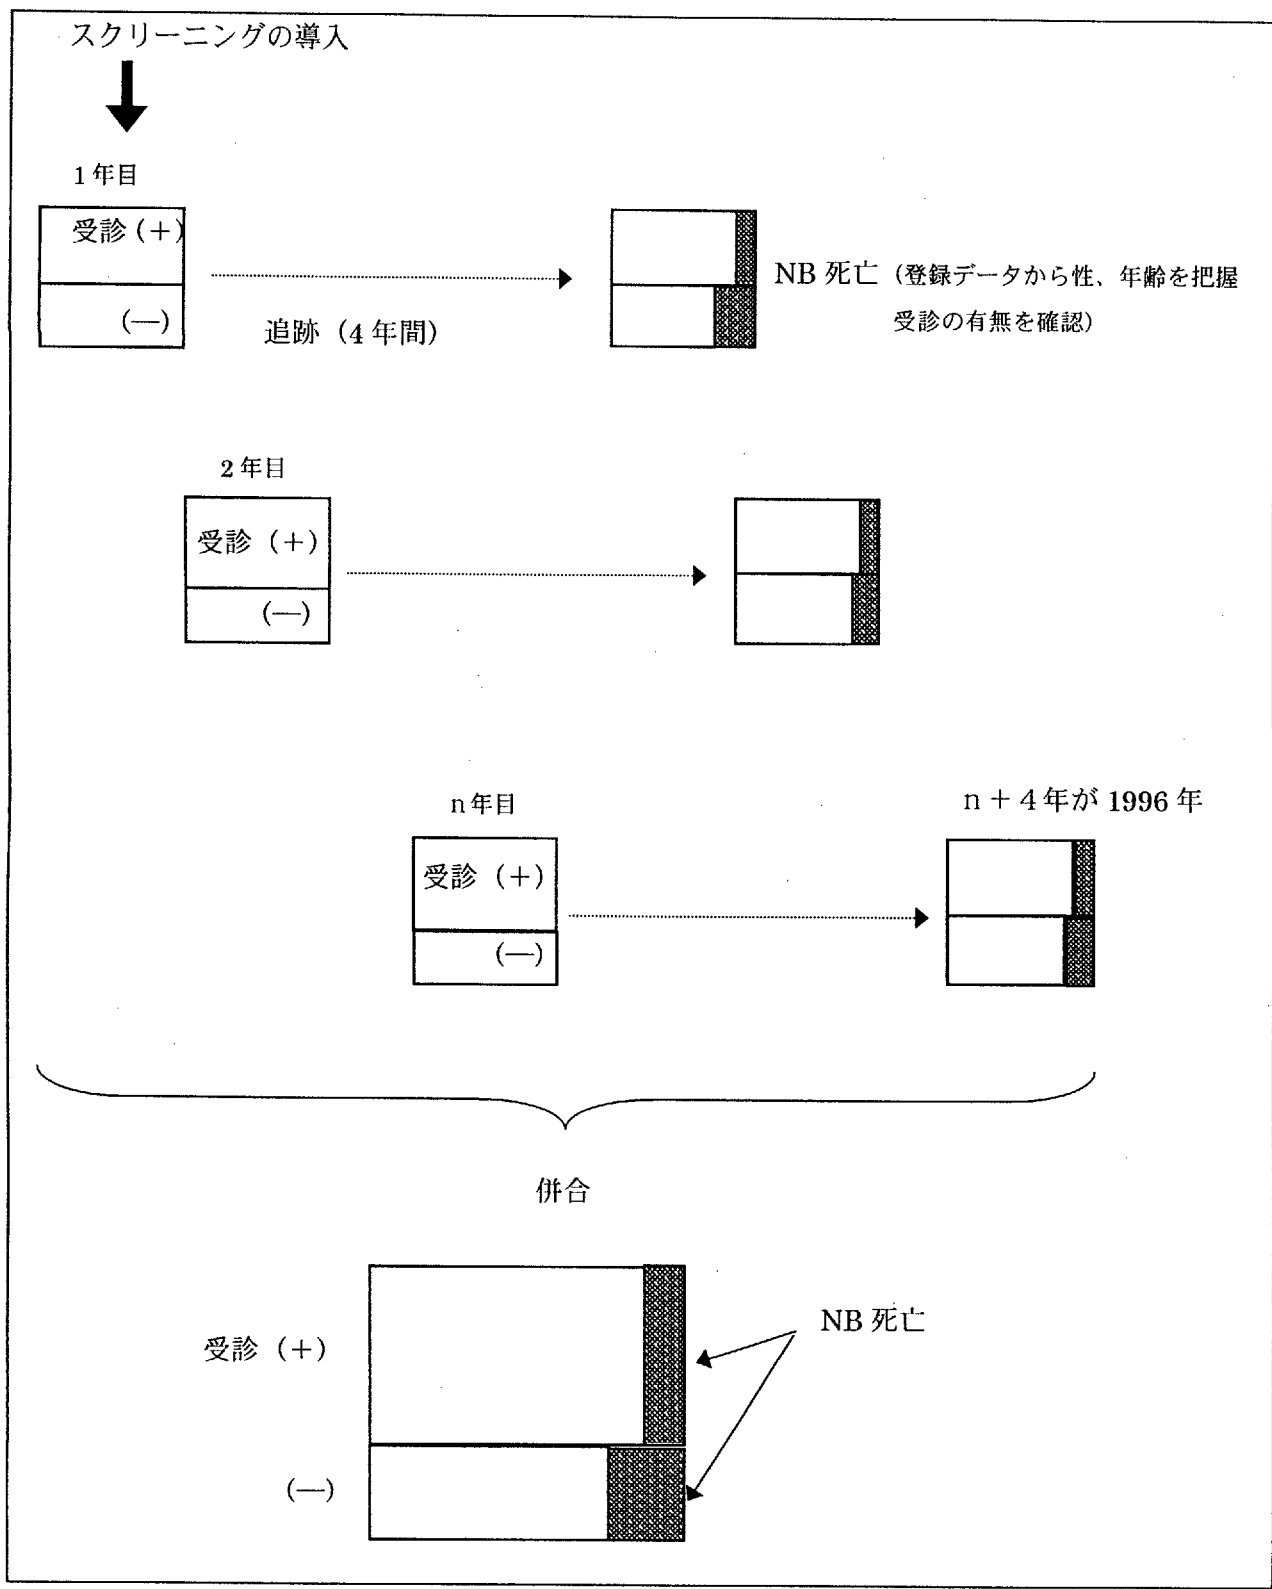 スクリーニングの導入
1年目
受診(+)
(―)
追跡(4年間)
NB 死亡(登録データから性、年齢を把握
受診の有無を確認)
2年目
受診(+)
(―)
n年目
n+4年が 1996 年
受診(+)
(―)
併合
NB 死亡
受診(+)
(―)